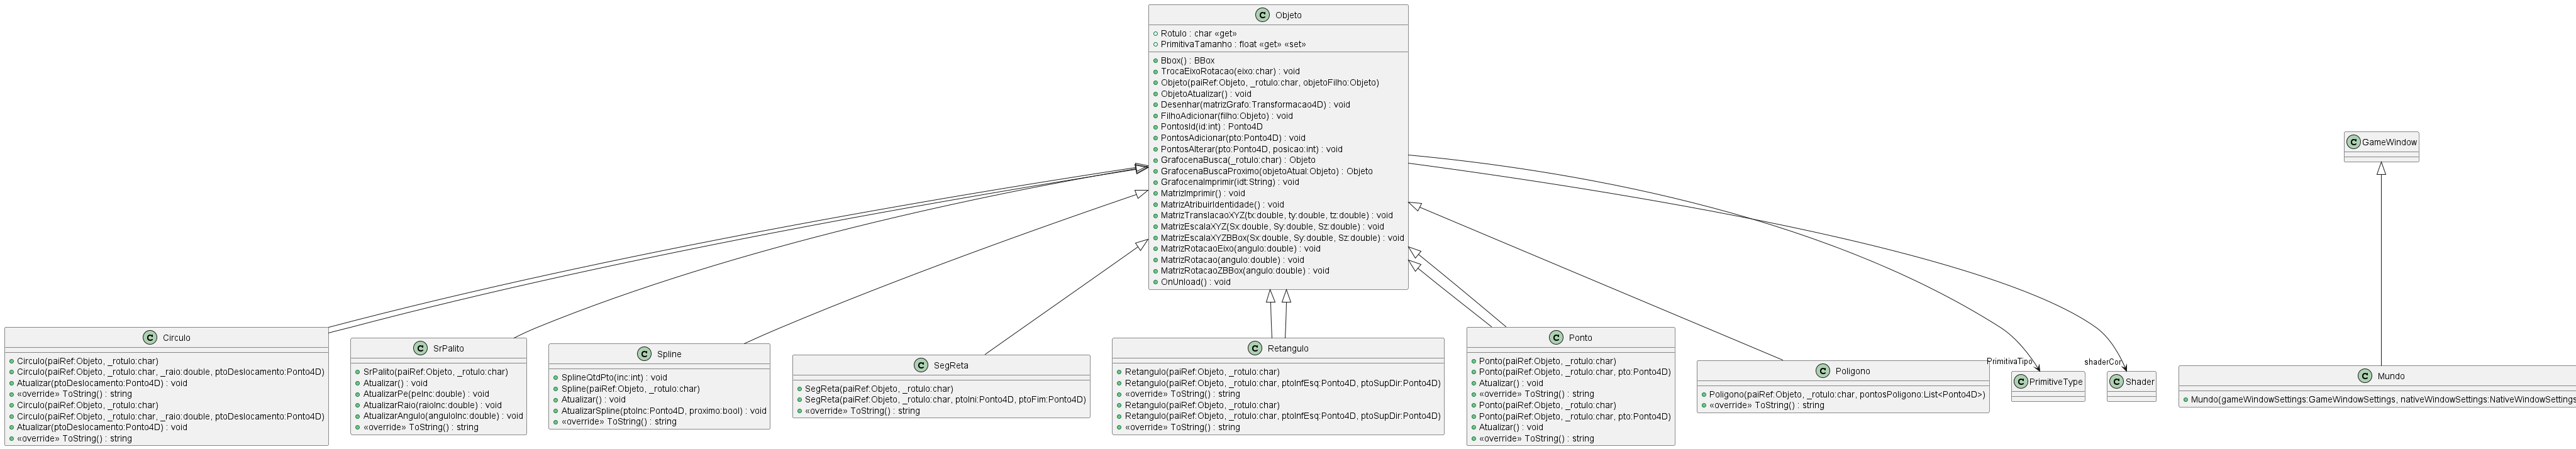 C Objeto
Rotulo : char «get»
PrimitivaTamanho : float «get» «set»
Bbox() : BBox
TrocaEixoRotacao(eixo:char) : void
Objeto(paiRef:Objeto, _rotulo:char, objetoFilho:Objeto)
ObjetoAtualizar() : void
Desenhar(matrizGrafo:Transformacao4D) : void
FilhoAdicionar(filho:Objeto) : void
PontosId(id:int) : Ponto4D
PontosAdicionar(pto:Ponto4D) : void
PontosAlterar(pto:Ponto4D, posicao:int) : void
GrafocenaBusca(_rotulo:char) : Objeto
GrafocenaBuscaProximo(objetoAtual:Objeto) : Objeto
GrafocenaImprimir(idt:String) : void
MatrizImprimir() : void
MatrizAtribuirIdentidade() : void
MatrizTranslacaoXYZ(tx:double, ty:double, tz:double) : void
MatrizEscalaXYZ(Sx:double, Sy:double, Sz:double) : void
MatrizEscalaXYZBBox(Sx:double, Sy:double, Sz:double) : void
MatrizRotacaoEixo(angulo:double) : void
MatrizRotacao(angulo:double) : void
MatrizRotacaoZBBox(angulo:double) : void
OnUnload() : void
C GameWindow
C Circulo
Circulo(paiRef:Objeto, _rotulo:char)
Circulo(paiRef:Objeto, _rotulo:char, _raio:double, ptoDeslocamento:Ponto4D)
Atualizar(ptoDeslocamento:Ponto4D) : void
«override» ToString() : string
Circulo(paiRef:Objeto, _rotulo:char)
Circulo(paiRef:Objeto, _rotulo:char, _raio:double, ptoDeslocamento:Ponto4D)
Atualizar(ptoDeslocamento:Ponto4D) : void
«override» ToString() : string
C SrPalito
SrPalito(paiRef:Objeto, _rotulo:char)
Atualizar() : void
AtualizarPe(peInc:double) : void
AtualizarRaio(raioInc:double) : void
AtualizarAngulo(anguloInc:double) : void
«override» ToString() : string
C Spline
SplineQtdPto(inc:int) : void
Spline(paiRef:Objeto, _rotulo:char)
Atualizar() : void
AtualizarSpline(ptoInc:Ponto4D, proximo:bool) : void
«override» ToString() : string
C SegReta
SegReta(paiRef:Objeto, _rotulo:char)
SegReta(paiRef:Objeto, _rotulo:char, ptoIni:Ponto4D, ptoFim:Ponto4D)
«override» ToString() : string
C Retangulo
Retangulo(paiRef:Objeto, _rotulo:char)
Retangulo(paiRef:Objeto, _rotulo:char, ptoInfEsq:Ponto4D, ptoSupDir:Ponto4D)
«override» ToString() : string
Retangulo(paiRef:Objeto, _rotulo:char)
Retangulo(paiRef:Objeto, _rotulo:char, ptoInfEsq:Ponto4D, ptoSupDir:Ponto4D)
«override» ToString() : string
C Ponto
Ponto(paiRef:Objeto, _rotulo:char)
Ponto(paiRef:Objeto, _rotulo:char, pto:Ponto4D)
Atualizar() : void
«override» ToString() : string
Ponto(paiRef:Objeto, _rotulo:char)
Ponto(paiRef:Objeto, _rotulo:char, pto:Ponto4D)
Atualizar() : void
«override» ToString() : string
C Poligono
Poligono(paiRef:Objeto, _rotulo:char, pontosPoligono:List<Ponto4D>)
«override» ToString() : string
PrimitivaTipo
C PrimitiveType
shaderCor
C Shader
C Mundo
Mundo(gameWindowSettings:GameWindowSettings, nativeWindowSettings:NativeWindowSettings